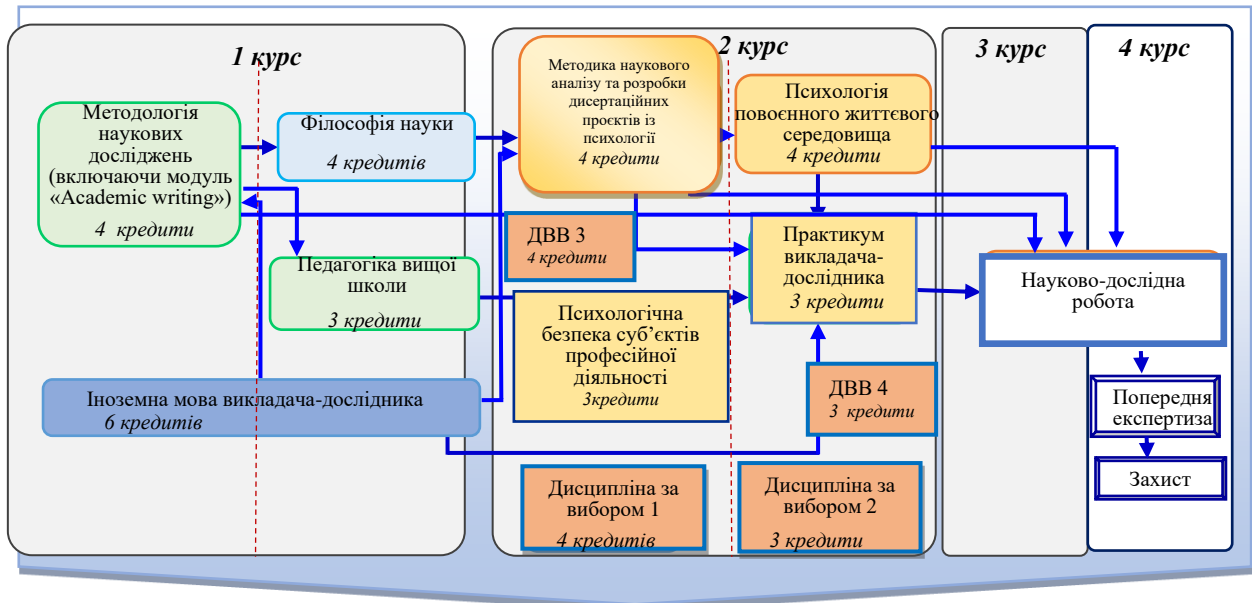 1 курс
Методологія
наукових
досліджень
(включаючи модуль
«Academic writing»)
4 кредити
Філософія науки
4 кредитів
Педагогіка вищої
школи
3 кредити
Іноземна мова викладача-дослідника
6 кредитів
2 курс
Методика наукового
аналізу та розробки
дисертаційних
проєктів із
психології
4 кредити
Психологія
повоєнного життєвого
середовища
4 кредити
ДВВ 3
4 кредити
Практикум
викладача-
дослідника
3 кредити
Психологічна
безпека суб’єктів
професійної
діяльності
3кредити
ДВВ 4
3 кредити
Дисципліна за
вибором 1
4 кредитів
Дисципліна за
вибором 2
3 кредити
3 курс
4 курс
Науково-дослідна
робота
Попередня
експертиза
Захист